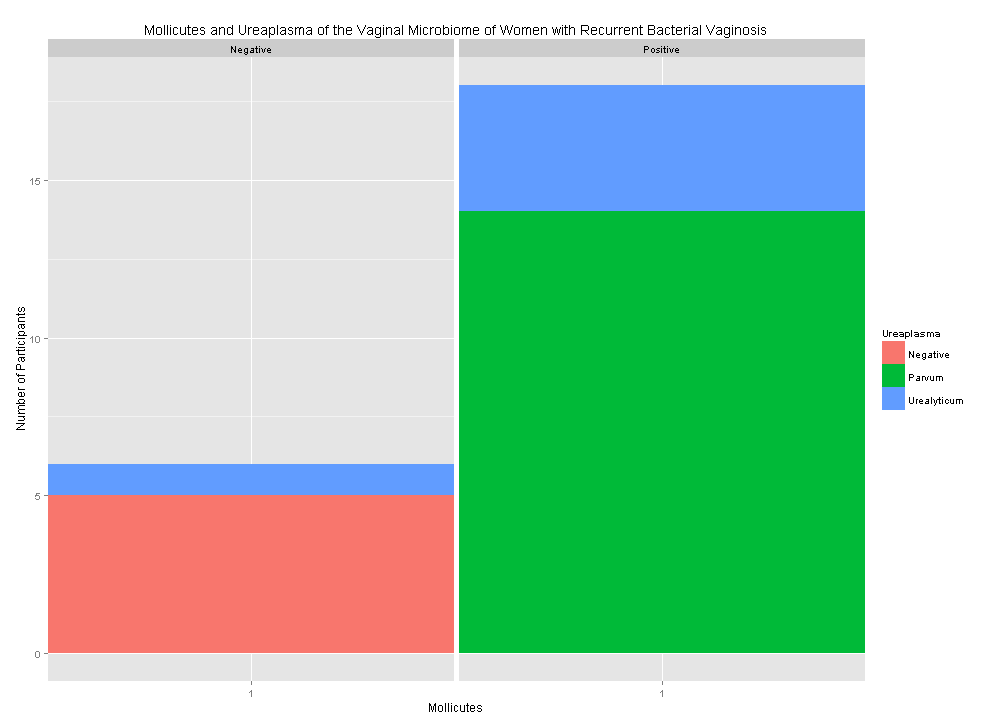 Mollicutes and Ureaplasma of the Vaginal Microbiome of Women with Recurrent Bacterial Vaginosis
Negative
Positive
15
10
5
0
Number of Participants
1
1
Mollicutes
Ureaplasma
Negative
Parvum
Urealyticum